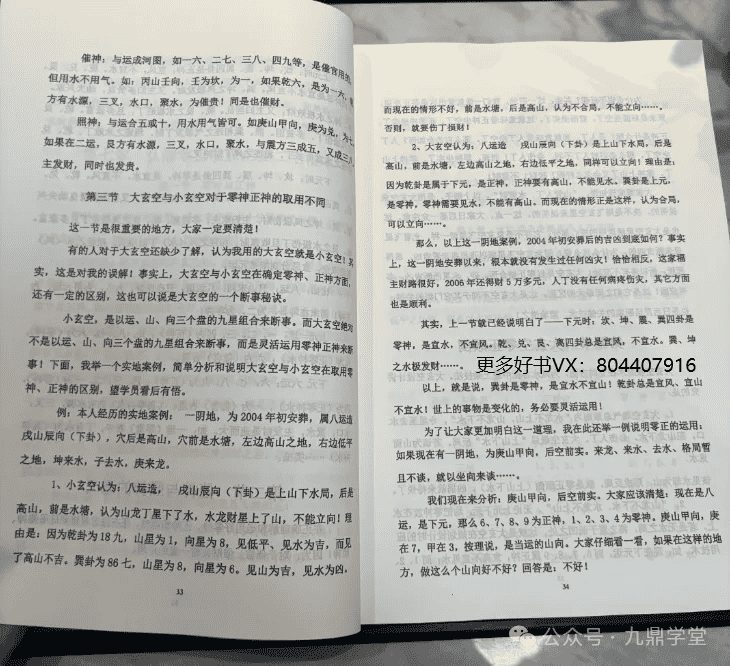 催神：与运成河图，如一六、二七、三八、四九等，是催官用的，
但用水不用气。如：丙山壬向，壬为坎，为一，如果乾六，是为一六，
方有水源，三叉，水口，聚水，为催贵！同是也催财。
照神：与运合五或十，用水用气皆可。如庚山甲向，庚为兑，为七，
如果在二运，艮方有水源，三叉，水口，聚水，与震方三成五，又成三八，
主发财，同时也发贵。
第三节 大玄空与小玄空对于零神正神的取用不同
这一节是很重要的地方，大家一定要清楚！
有的人对于大玄空还缺少了解，认为我用的大玄空就是小玄空！其
实，这是对我的误解！事实上，大玄空与小玄空在确定零神、正神方面，
还有一定的区别，这也可以说是大玄空的一个断事秘诀。
小玄空，是以运、山、向三个盘的九星组合来断事。而大玄空绝对
不是以运、山、向三个盘的九星组合来断事，而是灵活运用零神正神来断
事！下面，我举一个实地案例，简单分析和说明大玄空与小玄空在取用零
神、正神的区别，望学员看后有悟。
例：本人经历的实地案例： 一阴地，为 2004 年初安葬，属八运造
戌山辰向（下卦），穴后是高山，穴前是水塘，左边高山之地，右边低平
之地，坤来水，子去水，庚来龙。
1、小玄空认为：八运造， 戌山辰向（下卦）是上山下水局，后是
高山，前是水塘，认为山龙丁星下了水，水龙财星上了山，不能立向！理
由是：因为乾卦为 18 九，山星为 1，向星为 8，见低平、见水为吉，而见
了高山不吉。巽卦为 86 七，山星为 8，向星为 6。见山为吉，见水为凶。
33
而现在的情形不好，前是水塘，后是高山，认为不合局，不能立向……。
否则，就要伤丁损财！
2、大玄空认为：八运造 戌山辰向（下卦）是上山下水局，后是
高山，前是水塘，左边高山之地，右边低平之地，同样可以立向！理由是：
因为乾卦是属于下元，是正神，正神要有高山，不能见水。巽卦是上元，
是零神，零神需要见水，不能有高山。而现在的情形正是这样，认为合局，
可以立向……。
那么，以上这一阴地案例，2004 年初安葬后的吉凶到底如何？事实
上，这一阴地安葬以来，根本就没有发生过任何凶灾！恰恰相反，这家福
主财路很好，2006 年还得财 5 万多元，人丁没有任何病疼伤灾，其它方面
也是顺利。
其实，上一节就已经说明白了——下元时：坎、坤、震、巽四卦是
零神，是宜水，不宜风。乾、兑、艮、离四卦总是宜风，不宜水。巽、坤
之水极发财……。
更多好书VX：804407916
以上，就是说，巽卦是零神，是宜水不宜山！乾卦总是宜风、宜山
不宜水！世上的事物是变化的，务必要灵活运用！
为了让大家更加明白这一道理，我在此还举一例说明零正的运用：
如果现在有一阴地，为庚山甲向，后空前实。来龙、来水、去水、格局暂
且不谈，就以坐向来谈……。
我们现在来分析：庚山甲向，后空前实。大家应该清楚：现在是八
运，是下元，那么 6、7、8、9 为正神，1、2、3、4 为零神，庚山甲向，庚
在 7，甲在 3，按理说，是当运的山向。大家仔细看一看，如果在这样的地
方，做这么个山向好不好？回答是：不好！
34
公众号·九鼎学堂